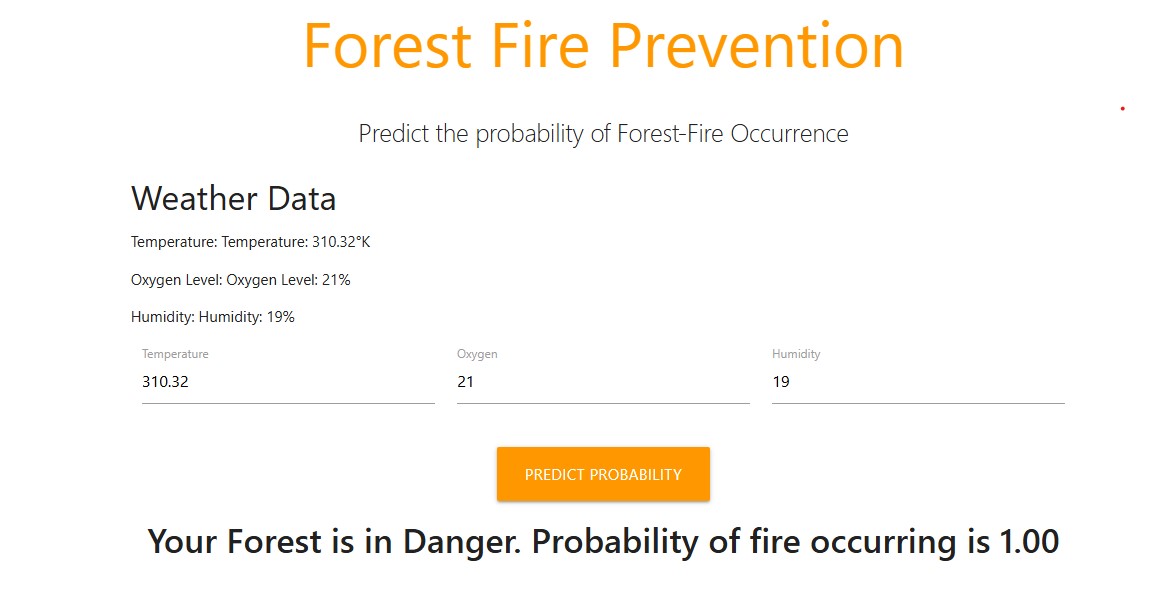 Forest Fire Prevention
Predict the probability of Forest-Fire Occurrence
Weather Data
Temperature: Temperature: 310.32°K
Oxygen Level: Oxygen Level: 21%
Humidity: Humidity: 19%
Temperature Oxygen Humidity
310.32 21 19
PREDICT PROBABILITY
Your Forest is in Danger. Probability of fire occurring is 1.00